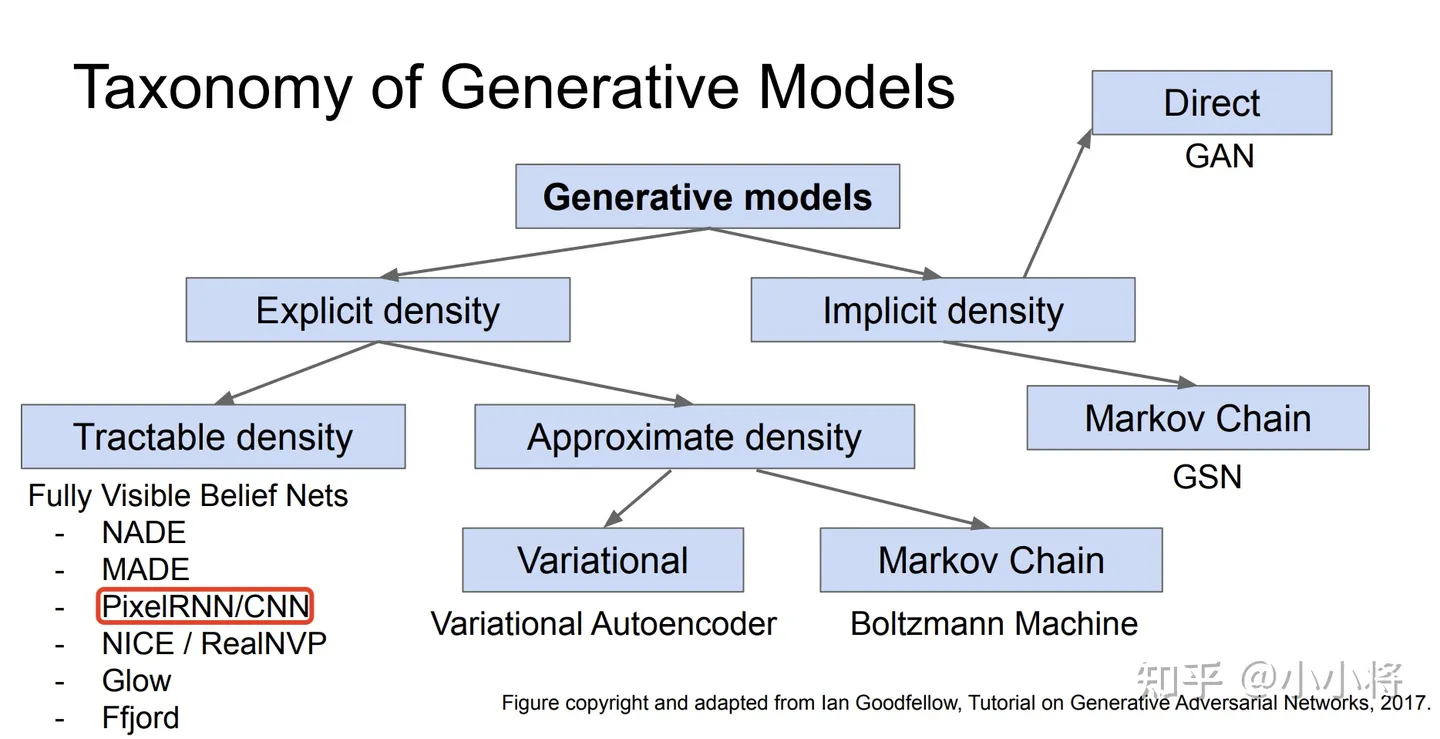 Taxonomy of Generative Models
Direct
GAN
Generative models
Explicit density
Implicit density
Tractable density
Approximate density
Markov Chain
GSN
Fully Visible Belief Nets
- NADE
- MADE
- PixelRNN/CNN
- NICE / RealNVP
- Glow
- Ffjord
Variational
Markov Chain
Variational Autoencoder
Boltzmann Machine
知乎 @小小将
Figure copyright and adapted from Ian Goodfellow, Tutorial on Generative Adversarial Networks, 2017.